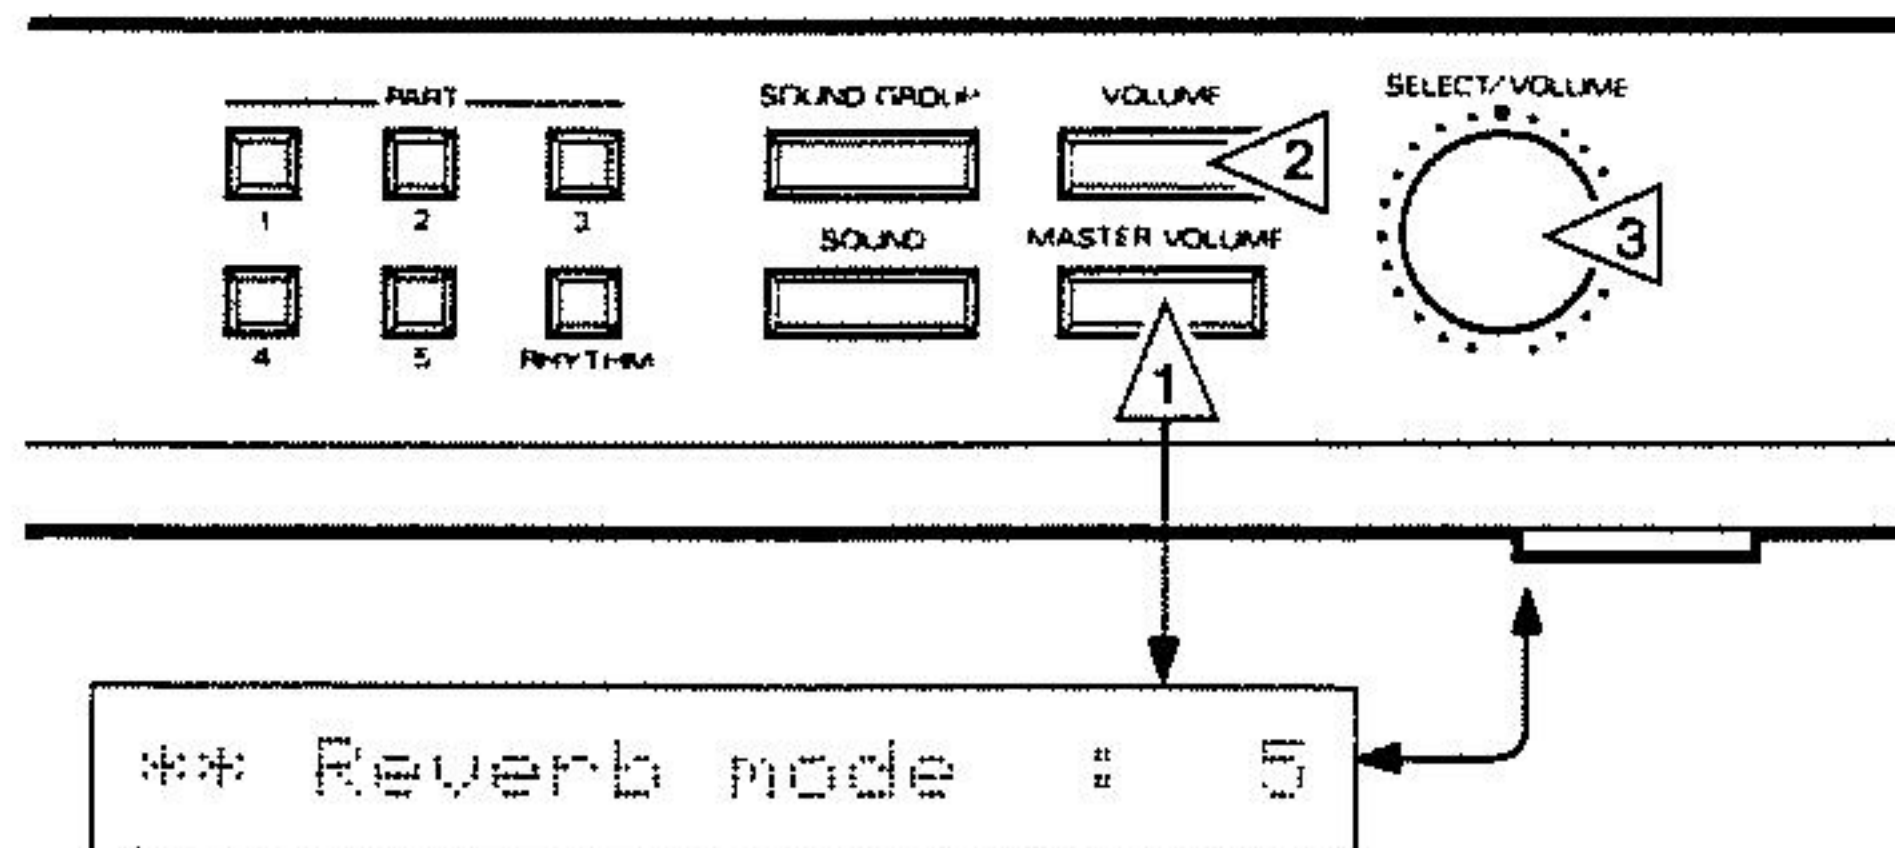 PART SOUND GROUP VOLUME SELECT/VOLUME
2
1 2 3
3
SOUND MASTER VOLUME
4 5 RHYTHM
1
** Reverb mode : 5